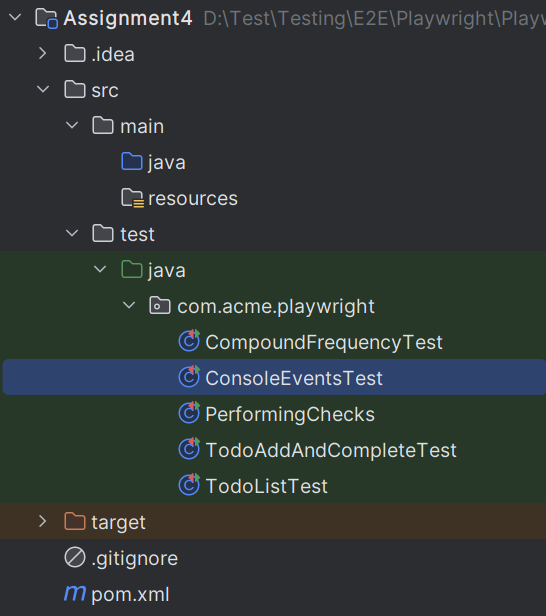 Assignment4 D:\Test\Testing\E2E\Playwright\Playw
.idea
src
main
java
resources
test
java
com.acme.playwright
CompoundFrequencyTest
ConsoleEventsTest
PerformingChecks
TodoAddAndCompleteTest
TodoListTest
target
.gitignore
pom.xml